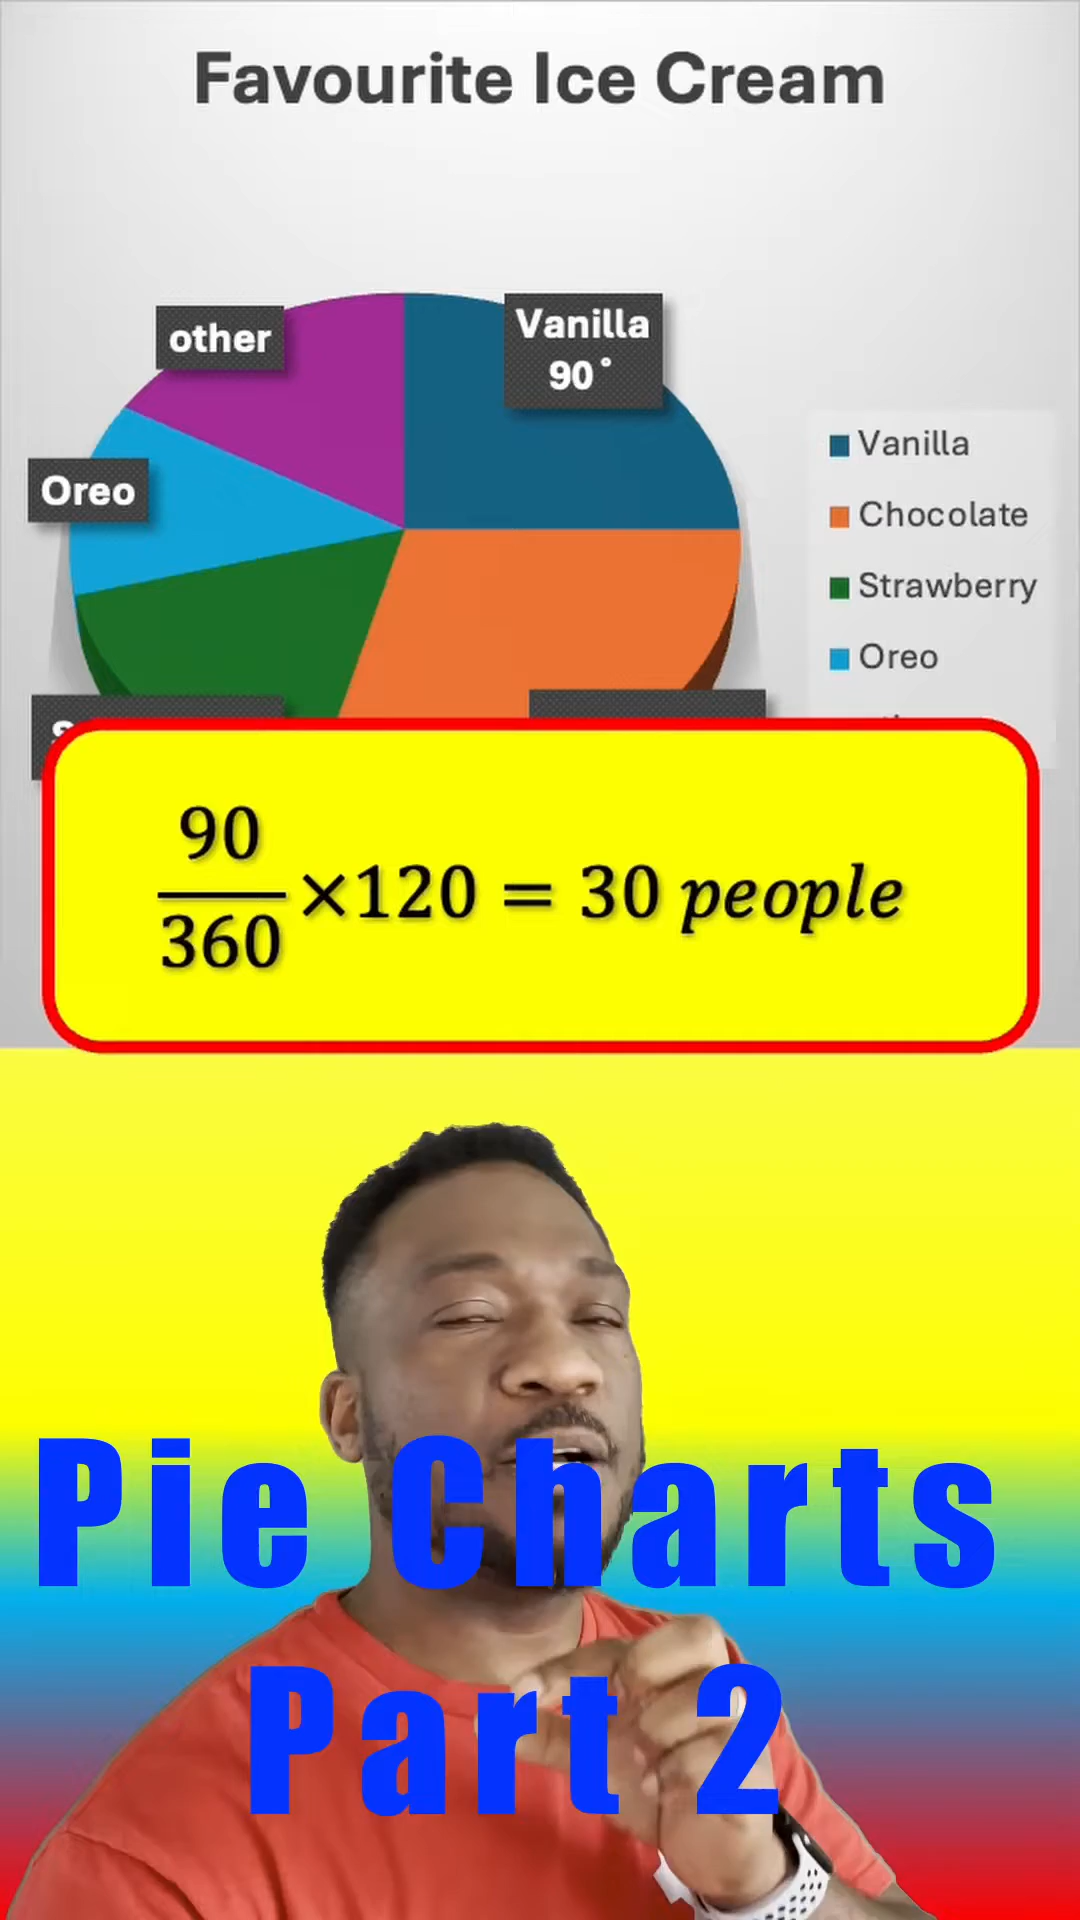 Favourite Ice Cream
other
Vanilla
90°
Oreo
Vanilla
Chocolate
Strawberry
Oreo
90
360
×120 = 30 people
Pie Charts
Part 2